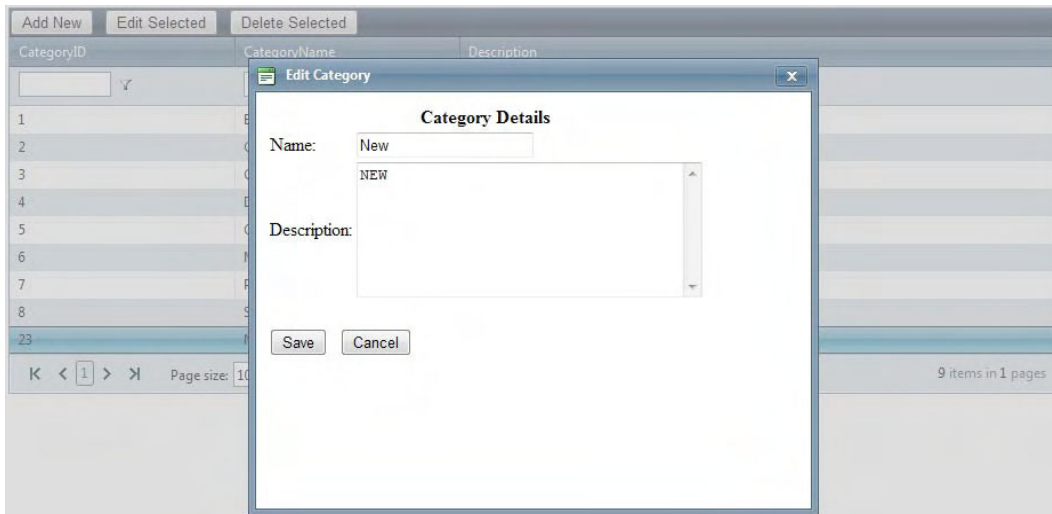 Add New Edit Selected Delete Selected
CategoryID CategoryName Description
Edit Category
x
Category Details
Name: New
NEW
Description:
1
2
3
4
5
6
7
8
23
Save Cancel
1 Page size: 10 9 items in 1 pages